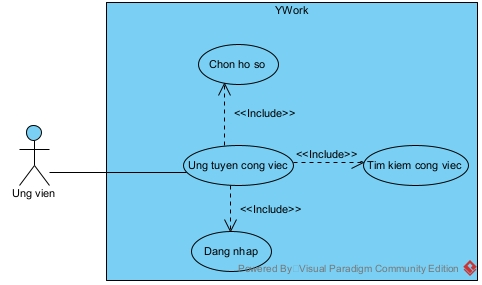 YWork
Chon ho so
<<Include>>
Ung tuyen cong viec
<<Include>>
Tim kiem cong viec
Ung vien
<<Include>>
Dang nhap
Powered By Visual Paradigm Community Edition